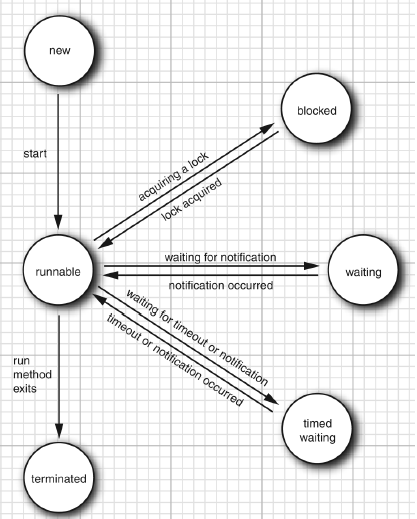 new
blocked
start
acquiring a lock
lock acquired
runnable
waiting for notification
notification occurred
waiting
waiting for timeout or notification
timeout or notification occurred
run
method
exits
timed
waiting
terminated